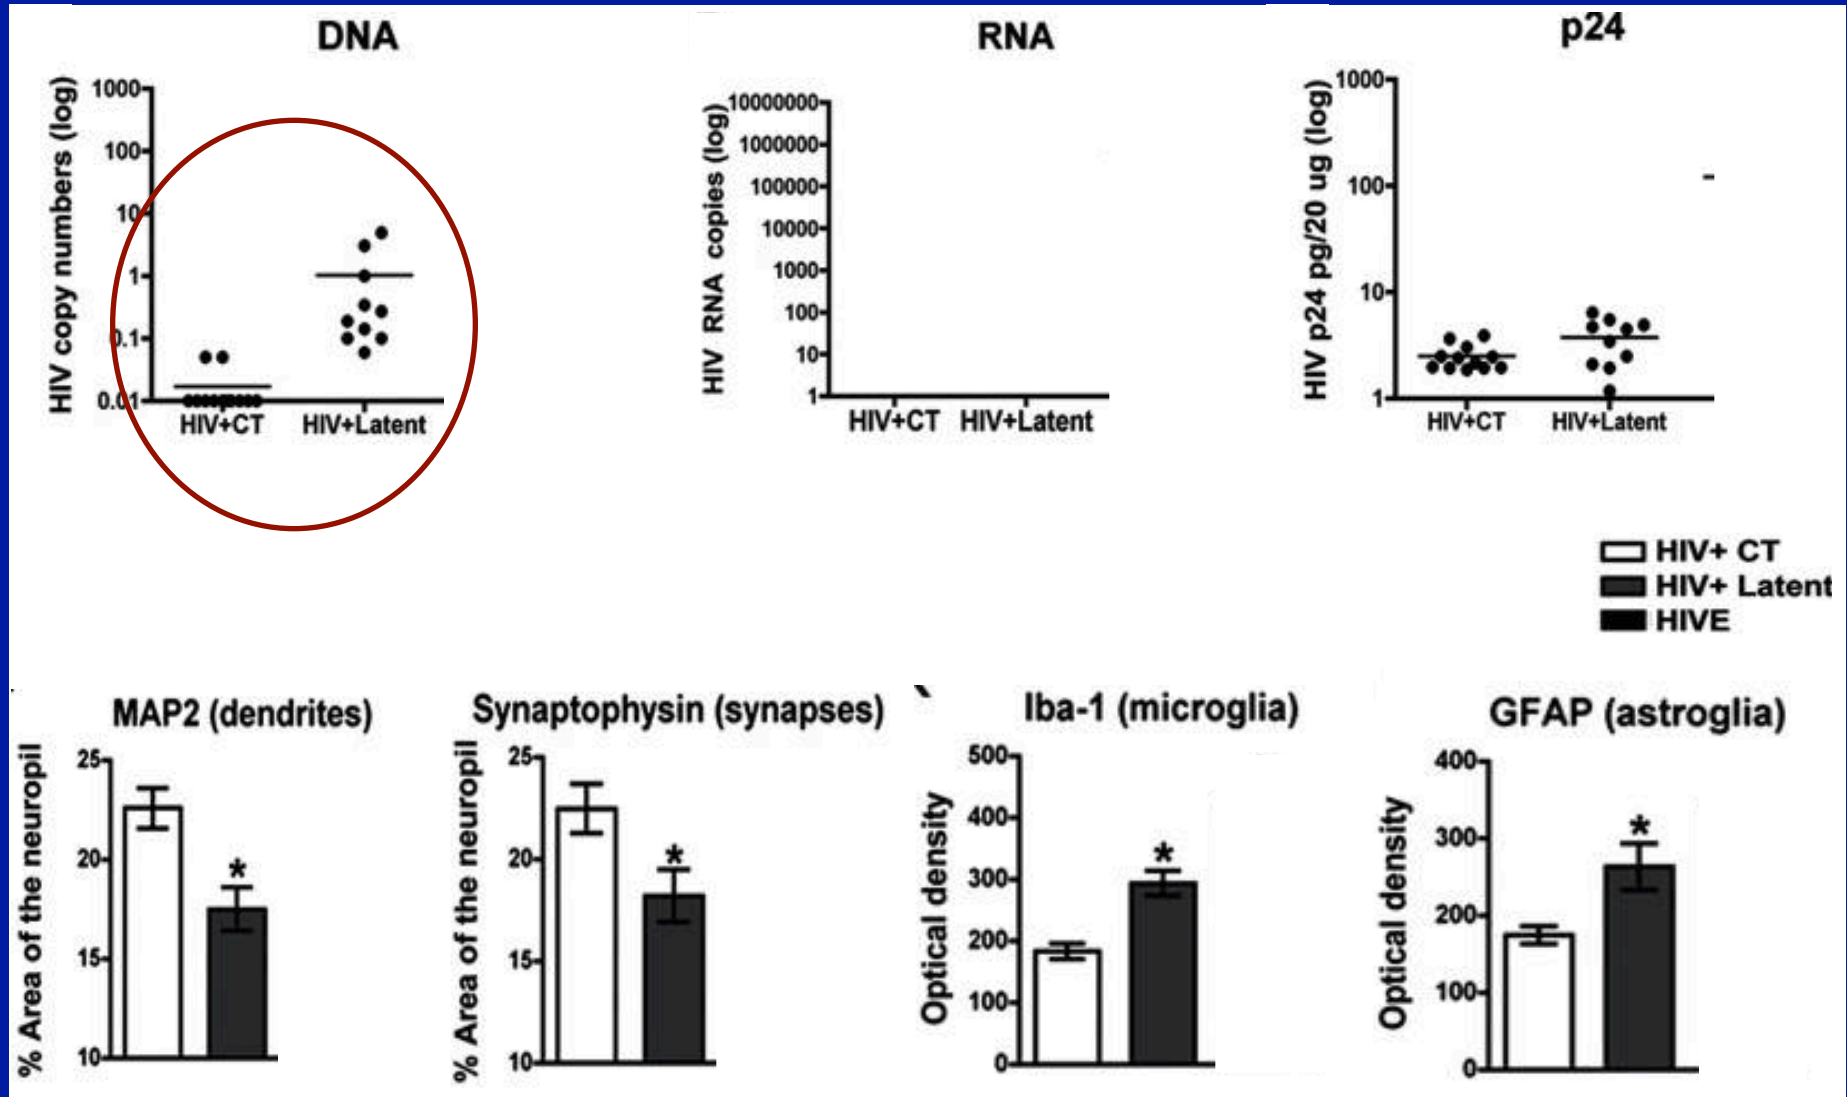 DNA
HIV copy numbers (log)
1000
100
10
1
0.1
0.01
HIV+CT HIV+Latent
RNA
HIV RNA copies (log)
10000000
1000000
100000
10000
1000
100
10
1
HIV+CT HIV+Latent
p24
HIV p24 pg/20 ug (log)
1000
100
10
1
HIV+CT HIV+Latent
HIV+ CT
HIV+ Latent
HIVE
MAP2 (dendrites)
% Area of the neuropil
25
20
15
10
*
Synaptophysin (synapses)
% Area of the neuropil
25
20
15
10
*
Iba-1 (microglia)
Optical density
500
400
300
200
100
0
*
GFAP (astroglia)
Optical density
400
300
200
100
0
*